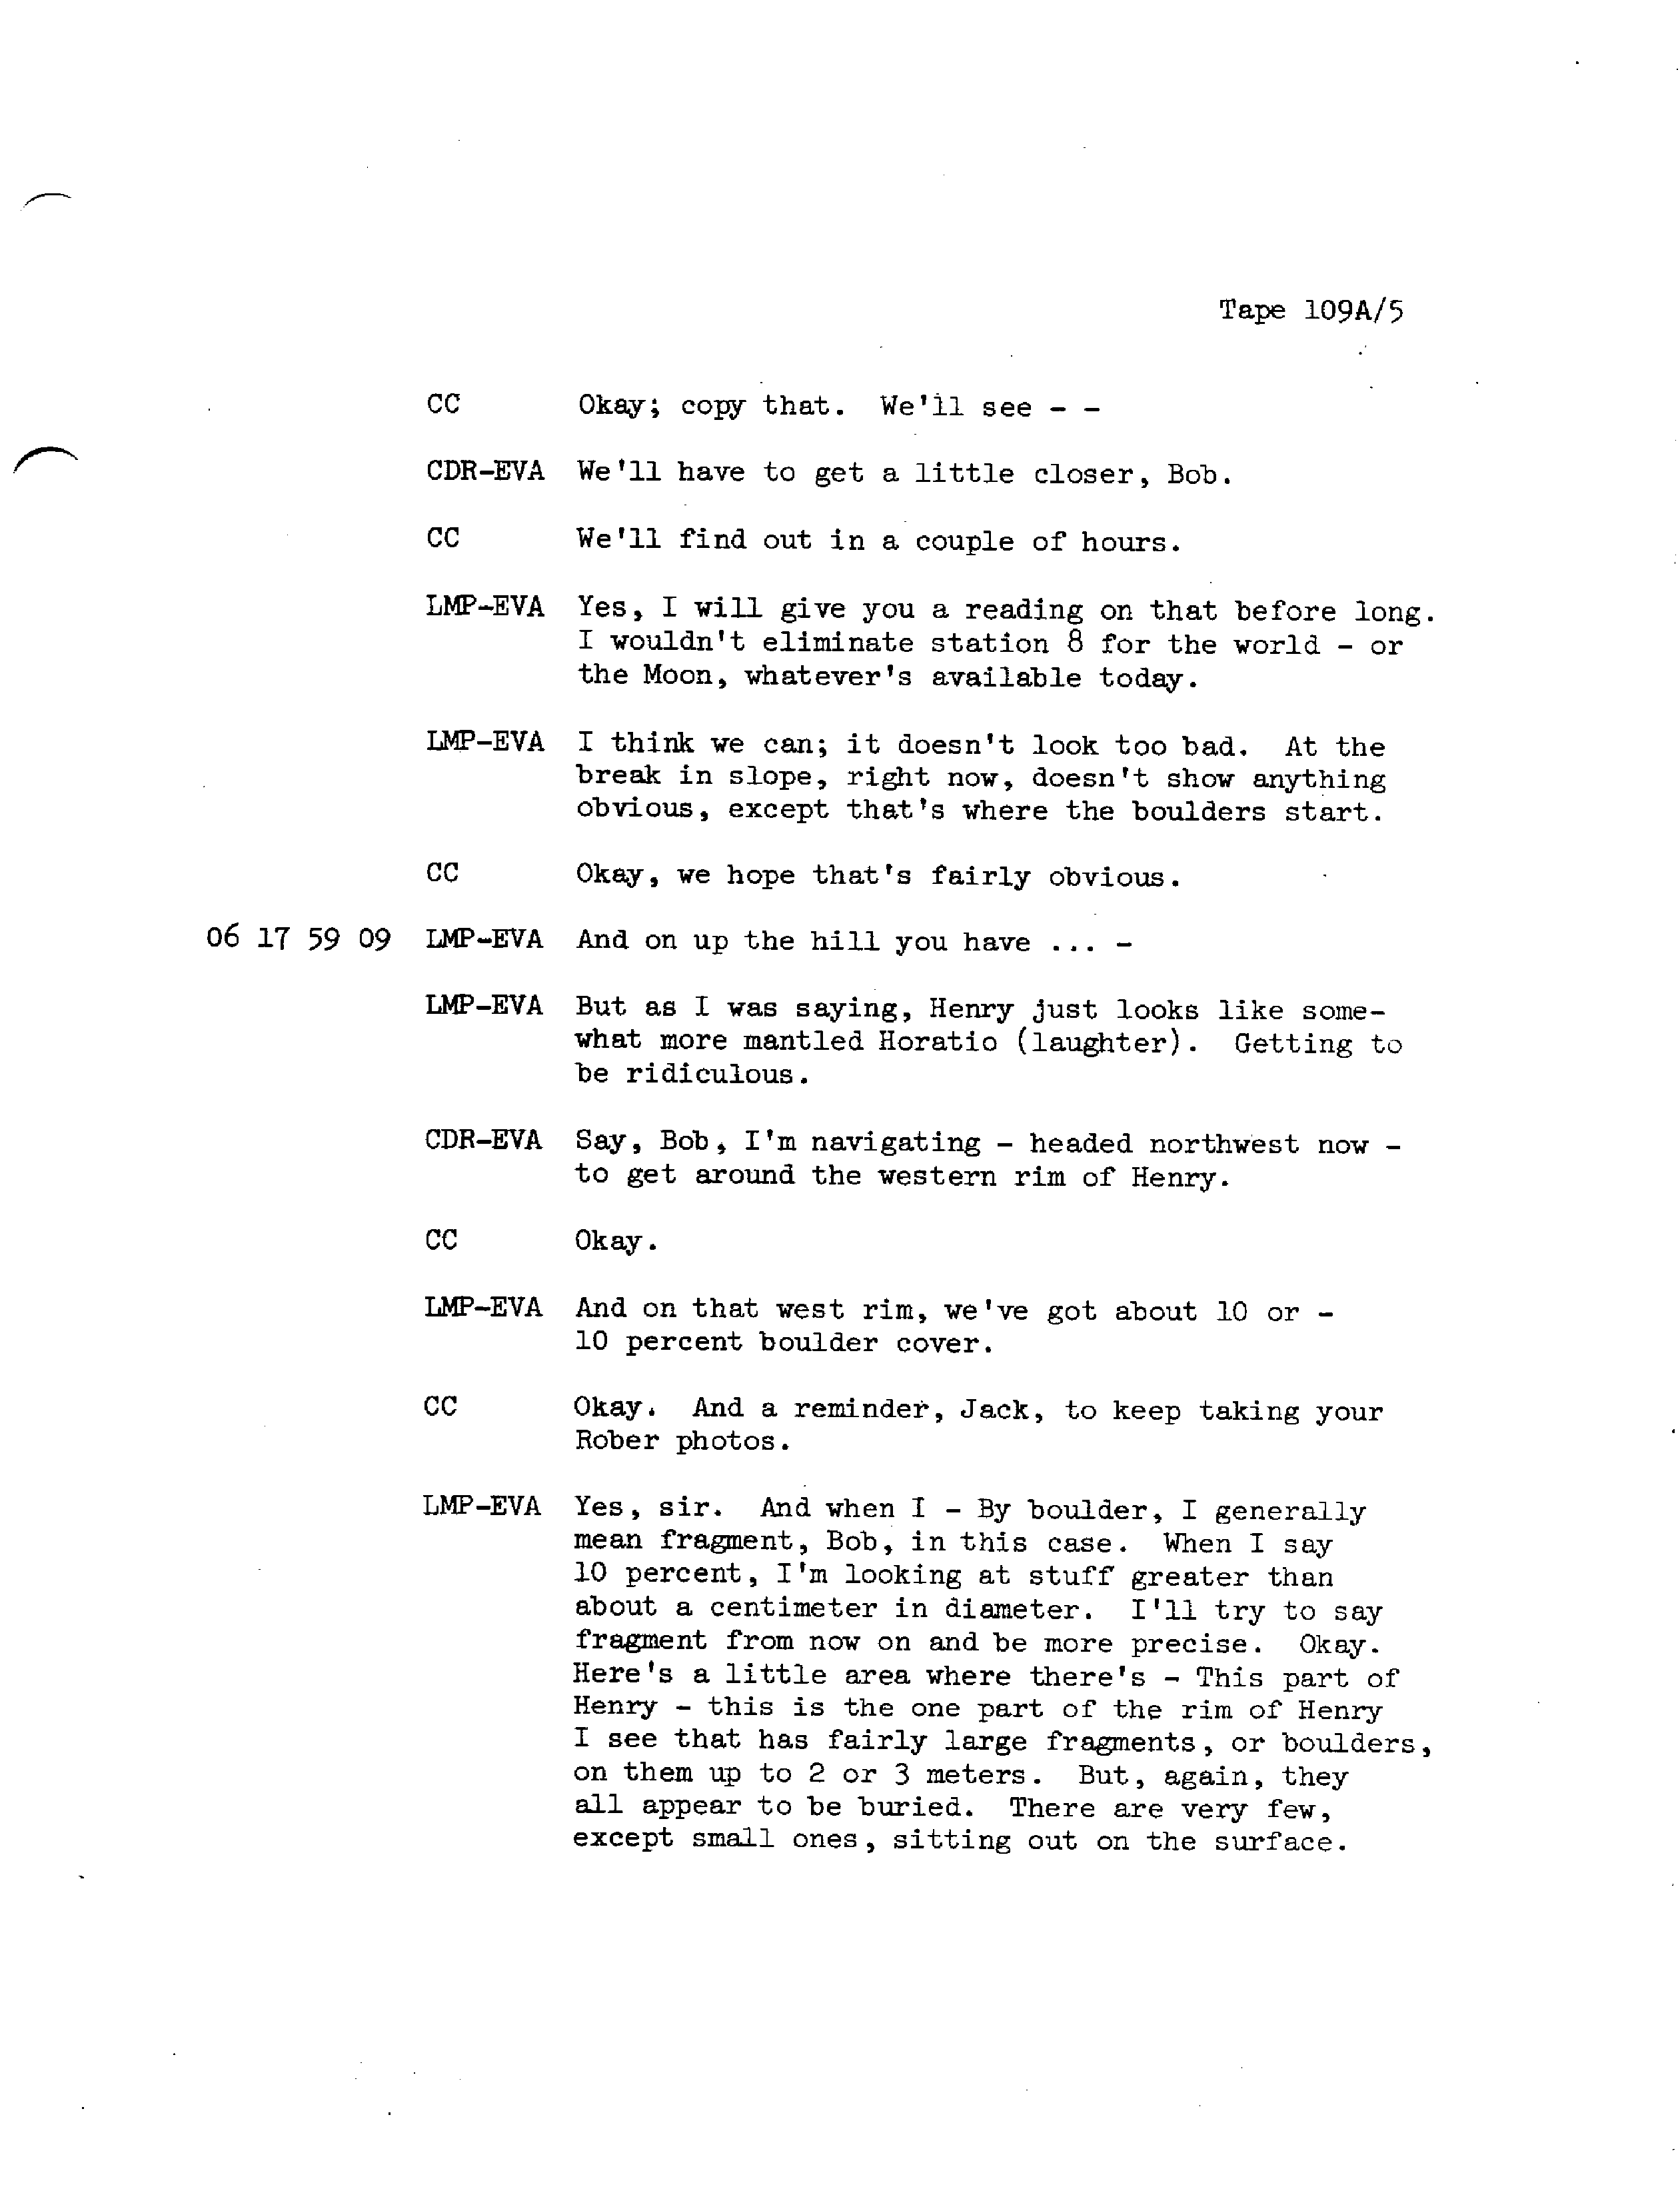 Tape 109A/5
CC Okay; copy that. We'll see - -
CDR-EVA We'll have to get a little closer, Bob.
CC We'll find out in a couple of hours.
LMP-EVA Yes, I will give you a reading on that before long.
I wouldn't eliminate station 8 for the world - or
the Moon, whatever's available today.
LMP-EVA I think we can; it doesn't look too bad. At the
break in slope, right now, doesn't show anything
obvious, except that's where the boulders start.
CC Okay, we hope that's fairly obvious.
06 17 59 09 LMP-EVA And on up the hill you have ... -
LMP-EVA But as I was saying, Henry just looks like some-
what more mantled Horatio (laughter). Getting to
be ridiculous.
CDR-EVA Say, Bob, I'm navigating - headed northwest now -
to get around the western rim of Henry.
CC Okay.
LMP-EVA And on that west rim, we've got about 10 or -
10 percent boulder cover.
CC Okay. And a reminder, Jack, to keep taking your
Rober photos.
LMP-EVA Yes, sir. And when I - By boulder, I generally
mean fragment, Bob, in this case. When I say
10 percent, I'm looking at stuff greater than
about a centimeter in diameter. I'll try to say
fragment from now on and be more precise. Okay.
Here's a little area where there's - This part of
Henry - this is the one part of the rim of Henry
I see that has fairly large fragments, or boulders,
on them up to 2 or 3 meters. But, again, they
all appear to be buried. There are very few,
except small ones, sitting out on the surface.